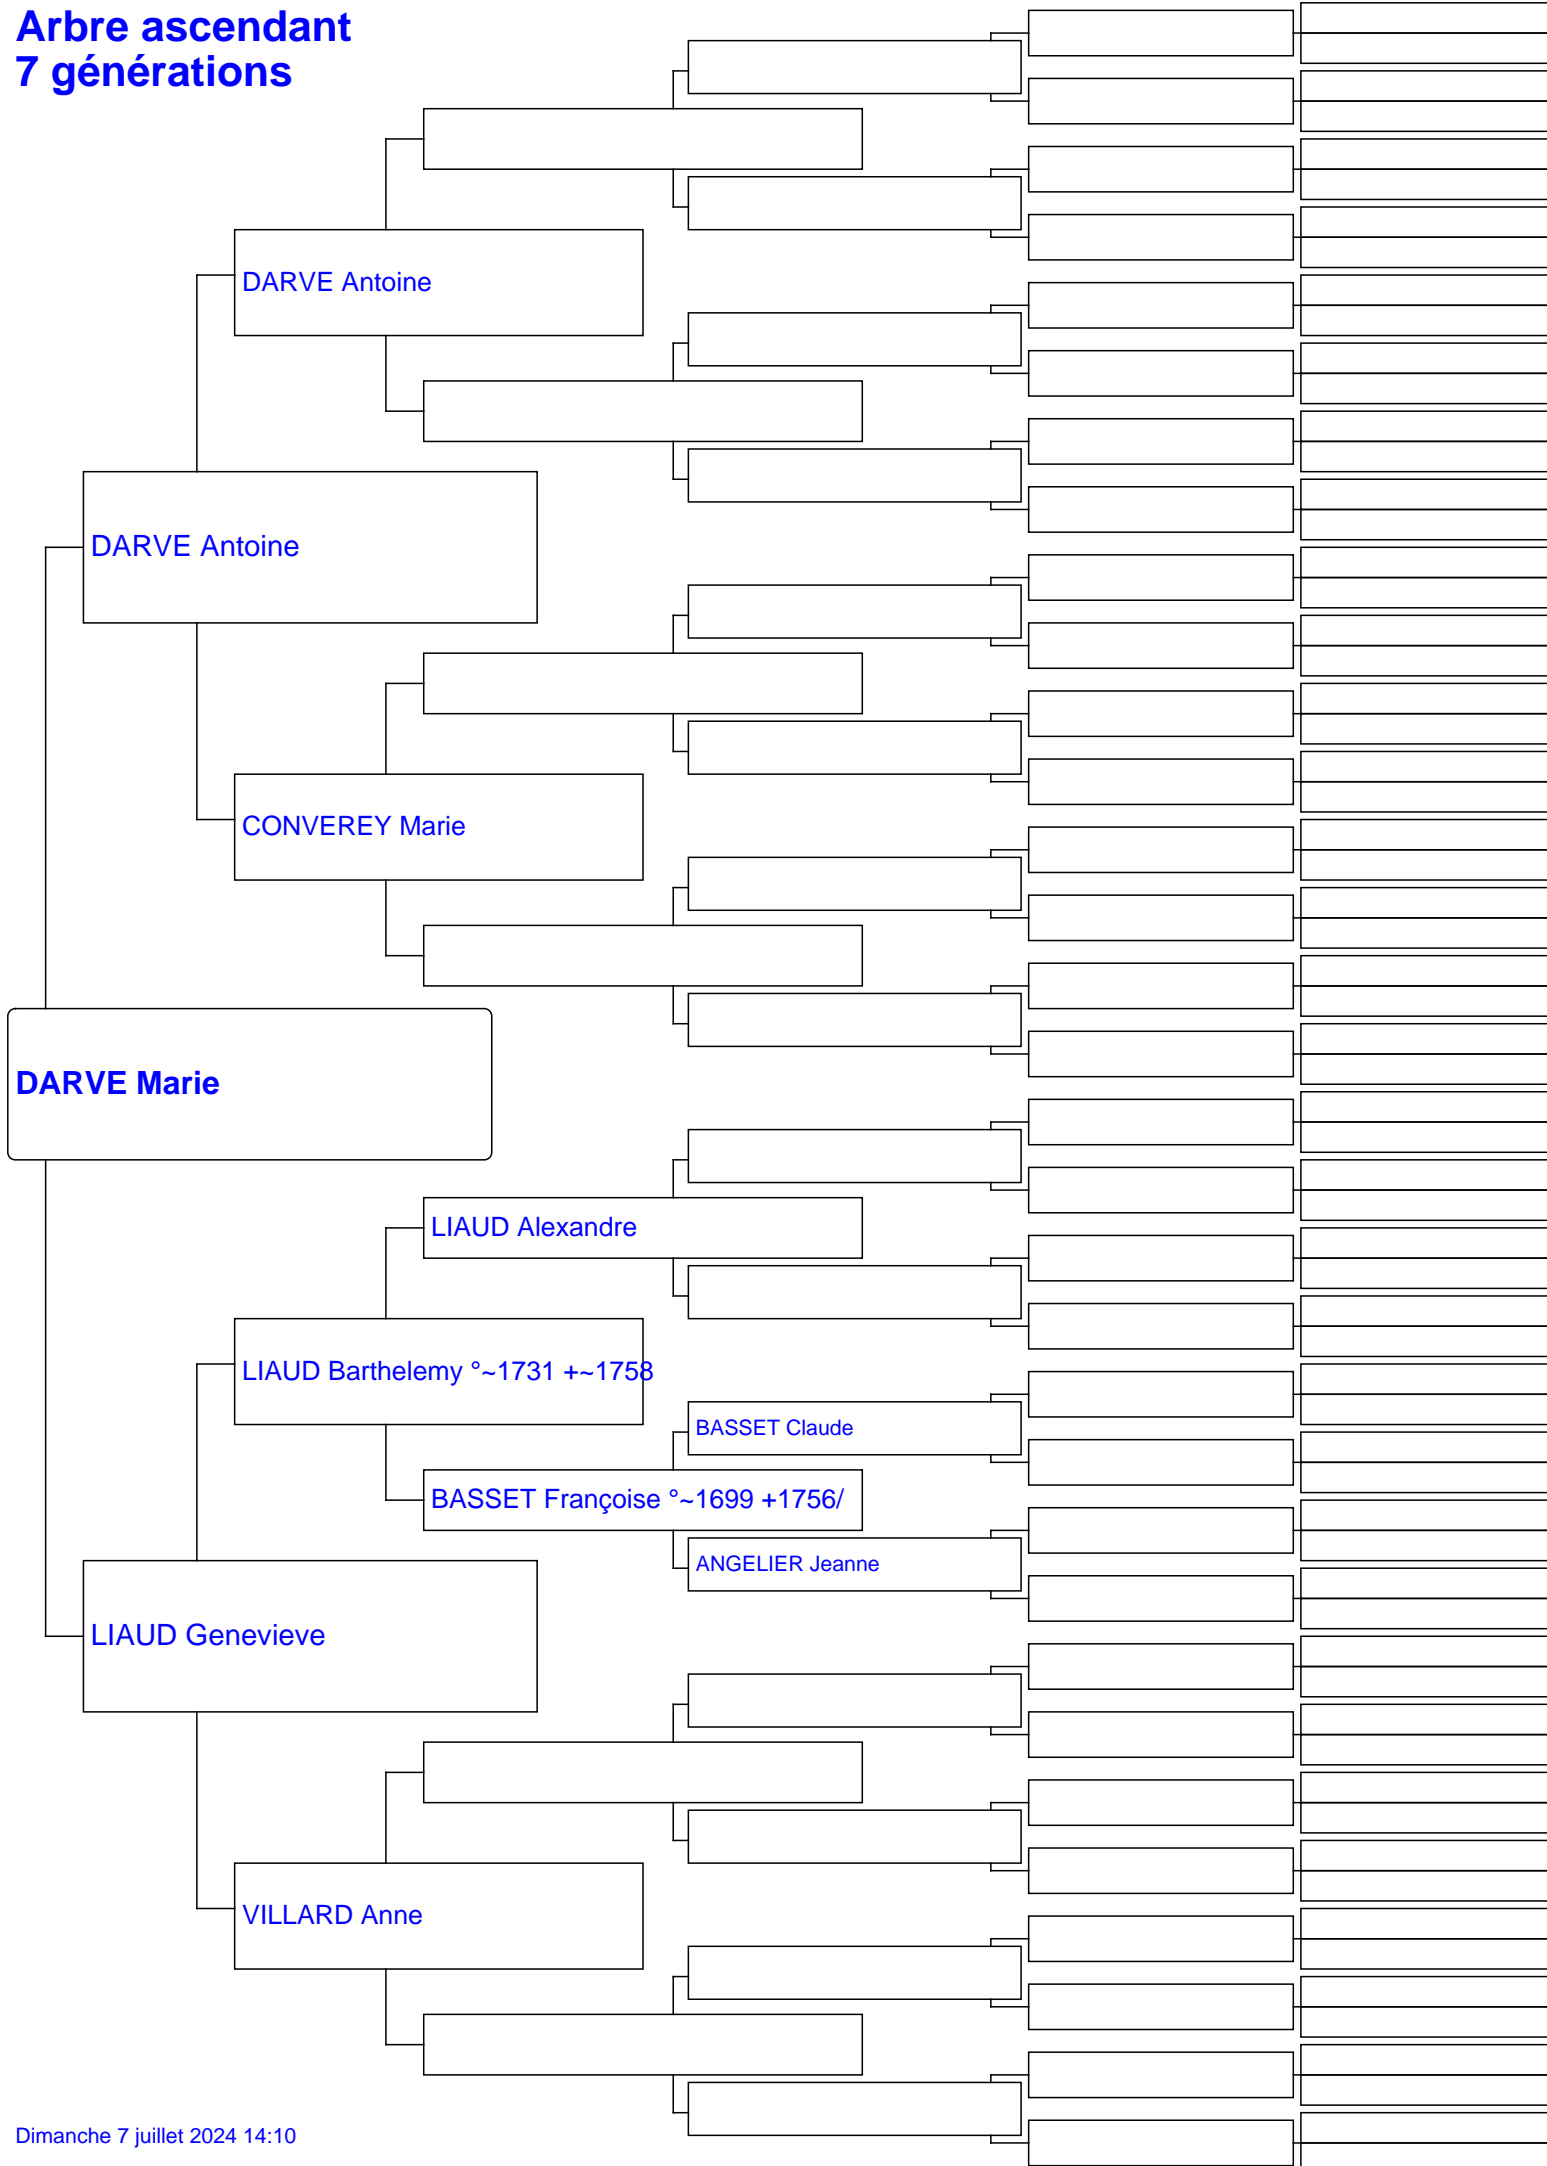 Arbre ascendant
7 générations
DARVE Antoine
DARVE Antoine
CONVEREY Marie
DARVE Marie
LIAUD Alexandre
LIAUD Barthelemy °~1731 +~1758
BASSET Claude
BASSET Françoise °~1699 +1756/
ANGELIER Jeanne
LIAUD Genevieve
VILLARD Anne
Dimanche 7 juillet 2024 14:10